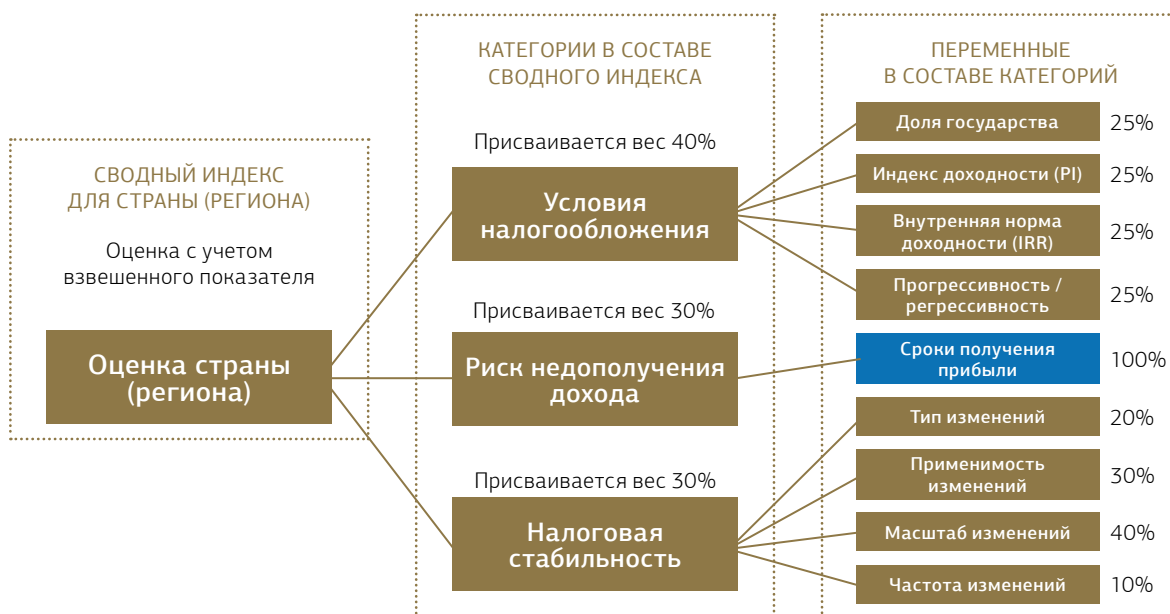 СВОДНЫЙ ИНДЕКС
ДЛЯ СТРАНЫ (РЕГИОНА)
Оценка с учетом
взвешенного показателя
Оценка страны
(региона)
КАТЕГОРИИ В СОСТАВЕ
СВОДНОГО ИНДЕКСА
Присваивается вес 40%
Условия
налогообложения
Присваивается вес 30%
Риск недополучения
дохода
Присваивается вес 30%
Налоговая
стабильность
ПЕРЕМЕННЫЕ
В СОСТАВЕ КАТЕГОРИЙ
Доля государства 25%
Индекс доходности (PI) 25%
Внутренняя норма
доходности (IRR) 25%
Прогрессивность /
регрессивность 25%
Сроки получения
прибыли 100%
Тип изменений 20%
Применимость
изменений 30%
Масштаб изменений 40%
Частота изменений 10%